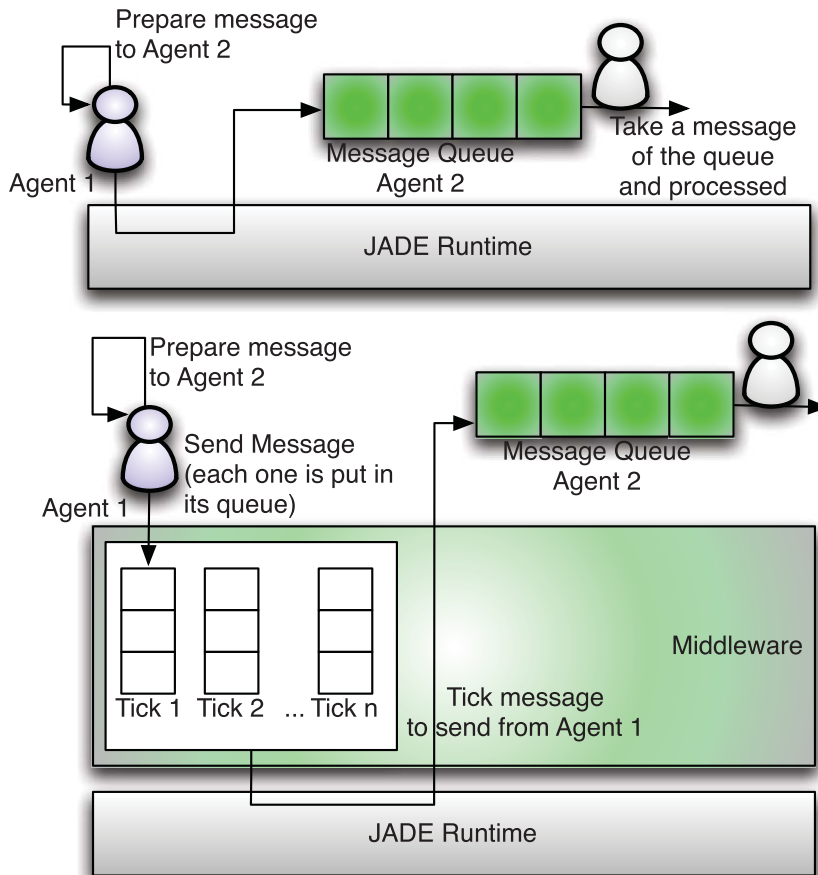 Prepare message
to Agent 2
Agent 1
Message Queue
Agent 2
Take a message
of the queue
and processed
JADE Runtime
Prepare message
to Agent 2
Send Message
(each one is put in
its queue)
Agent 1
Message Queue
Agent 2
Middleware
Tick 1 Tick 2 ... Tick n
Tick message
to send from Agent 1
JADE Runtime